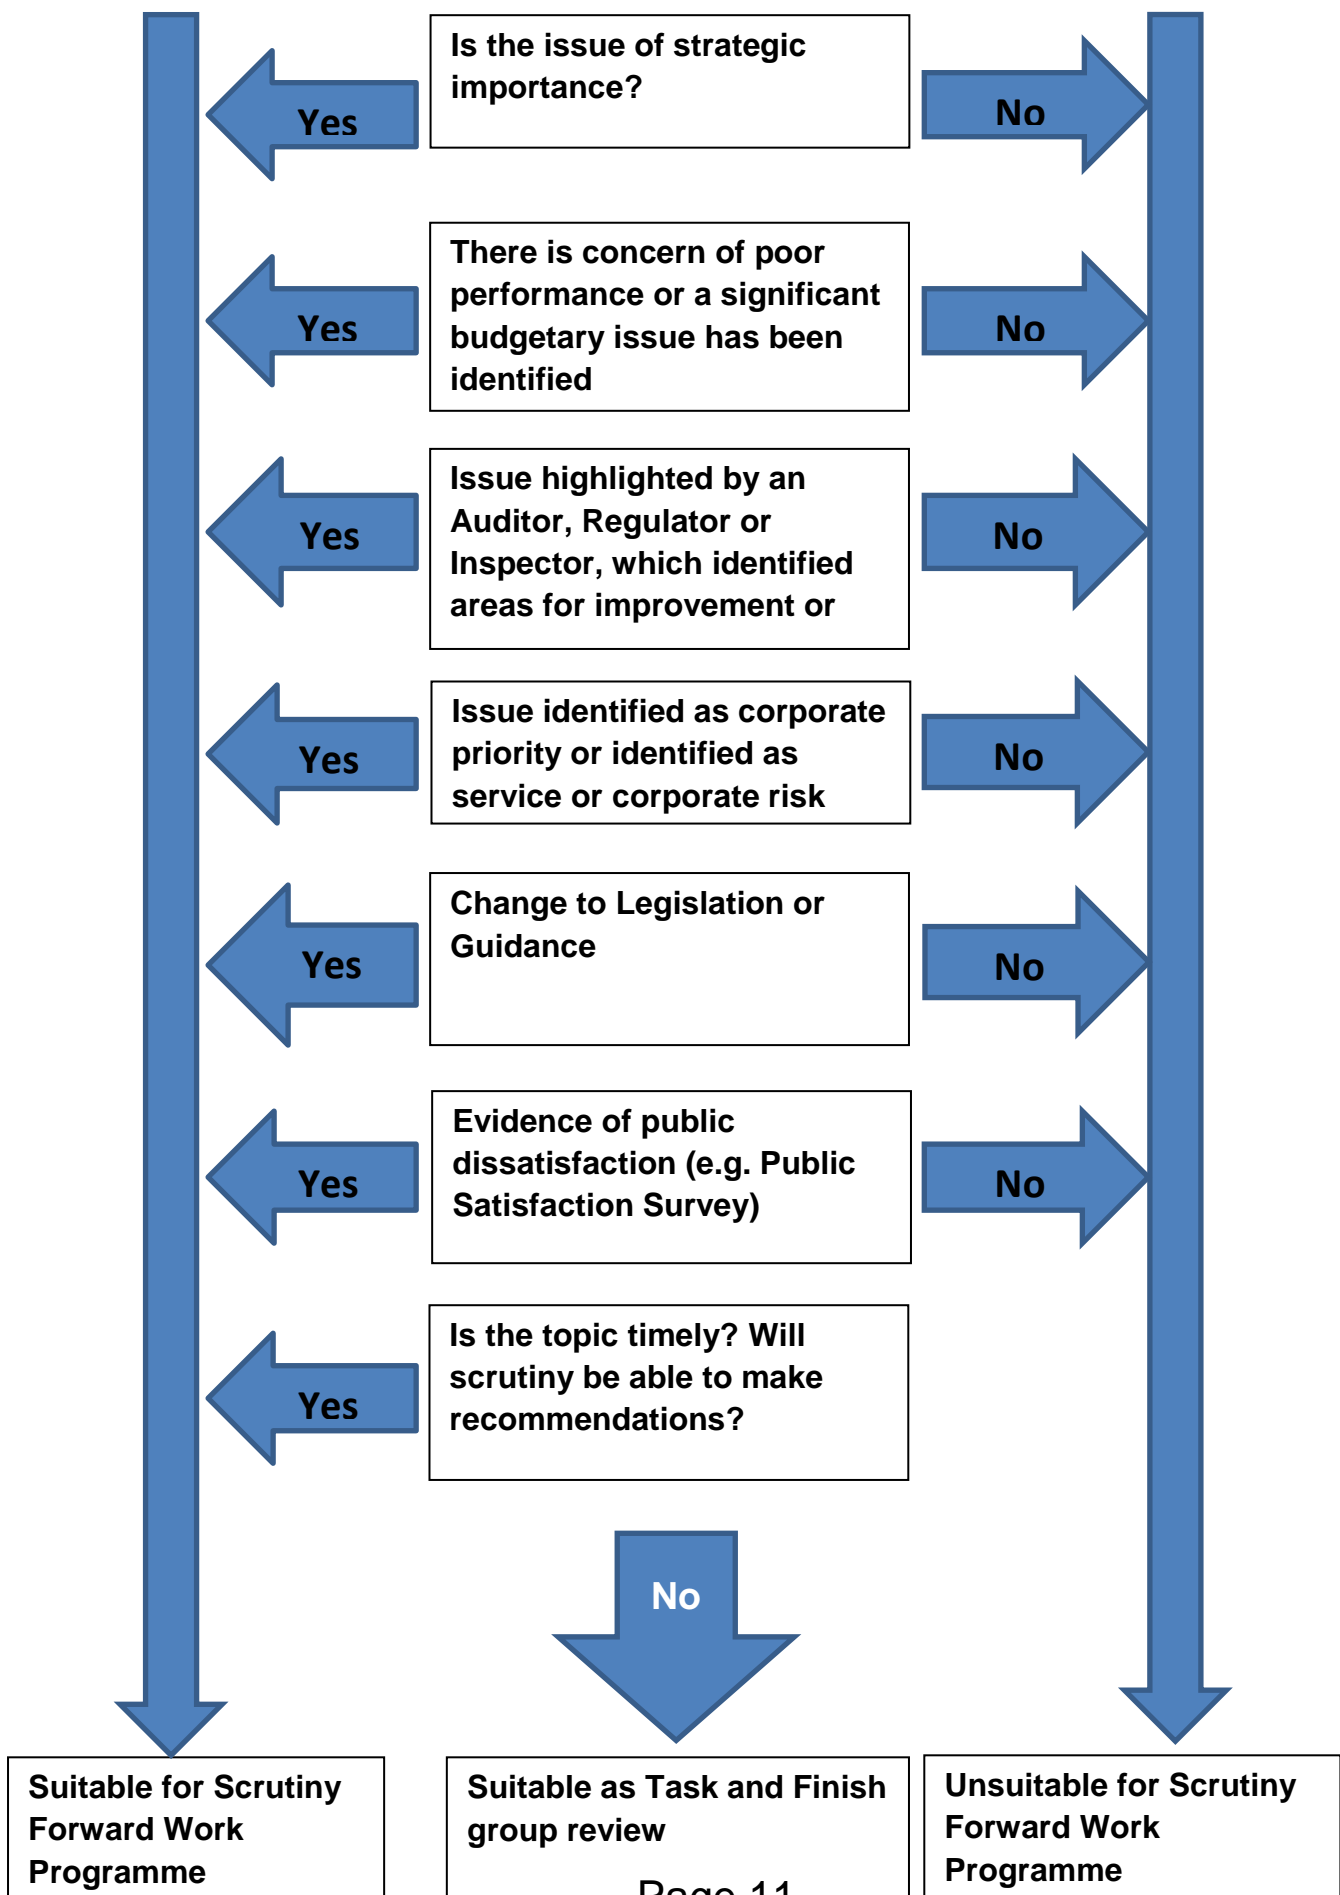 Is the issue of strategic
importance?
Yes
No
There is concern of poor
performance or a significant
budgetary issue has been
identified
Yes
No
Issue highlighted by an
Auditor, Regulator or
Inspector, which identified
areas for improvement or
Yes
No
Issue identified as corporate
priority or identified as
service or corporate risk
Yes
No
Change to Legislation or
Guidance
Yes
No
Evidence of public
dissatisfaction (e.g. Public
Satisfaction Survey)
Yes
No
Is the topic timely? Will
scrutiny be able to make
recommendations?
Yes
No
Suitable for Scrutiny
Forward Work
Programme
Suitable as Task and Finish
group review
Unsuitable for Scrutiny
Forward Work
Programme
Page 11